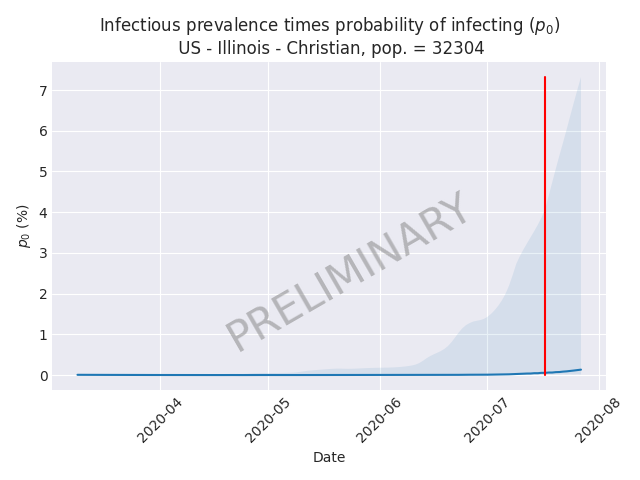 Infectious prevalence times probability of infecting (p₀)
US - Illinois - Christian, pop. = 32304
7
6
5
4
3
2
1
0
p₀ (%)
PRELIMINARY
2020-04
2020-05
2020-06
2020-07
2020-08
Date